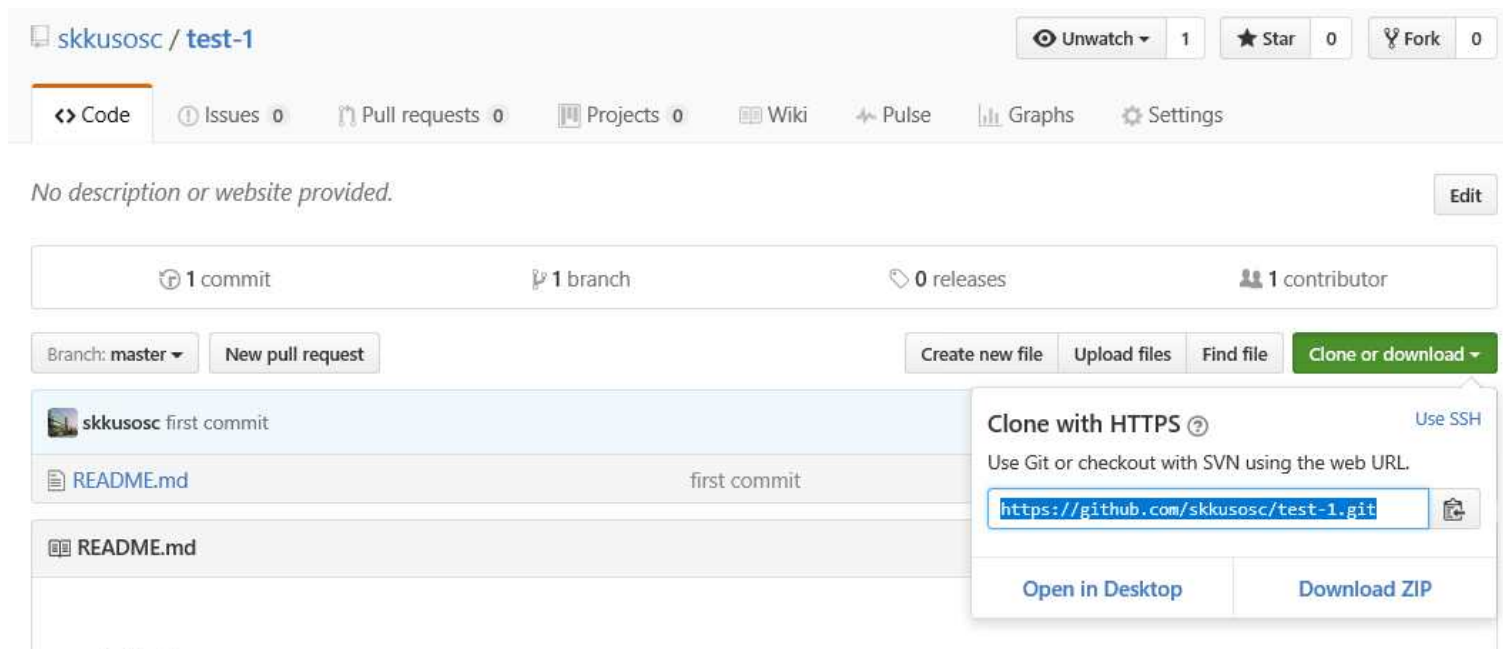 skkusosc / test-1
Unwatch 1 Star 0 Fork 0
Code Issues 0 Pull requests 0 Projects 0 Wiki Pulse Graphs Settings
No description or website provided.
Edit
1 commit 1 branch 0 releases 1 contributor
Branch: master New pull request Create new file Upload files Find file Clone or download
skkusosc first commit
README.md first commit
README.md
Clone with HTTPS ? Use SSH
Use Git or checkout with SVN using the web URL.
https://github.com/skkusosc/test-1.git
Open in Desktop Download ZIP